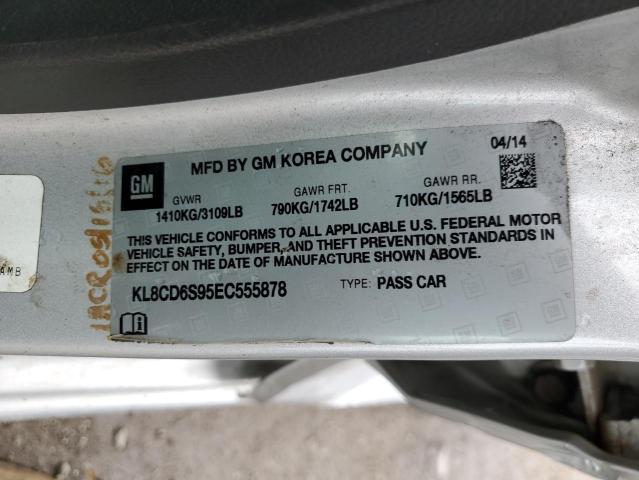 MFD BY GM KOREA COMPANY
04/14
GM
GVWR
1410KG/3109LB
GAWR FRT.
790KG/1742LB
GAWR RR.
710KG/1565LB
THIS VEHICLE CONFORMS TO ALL APPLICABLE U.S. FEDERAL MOTOR
VEHICLE SAFETY, BUMPER, AND THEFT PREVENTION STANDARDS IN
EFFECT ON THE DATE OF MANUFACTURE SHOWN ABOVE.
KL8CD6S95EC555878
TYPE: PASS CAR
AMB